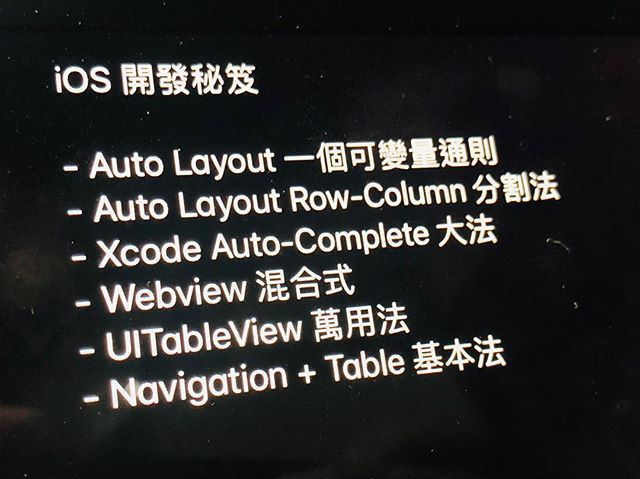 iOS 開發秘笈
- Auto Layout 一個可變量通則
- Auto Layout Row-Column 分割法
- Xcode Auto-Complete 大法
- Webview 混合式
- UITableView 萬用法
- Navigation + Table 基本法